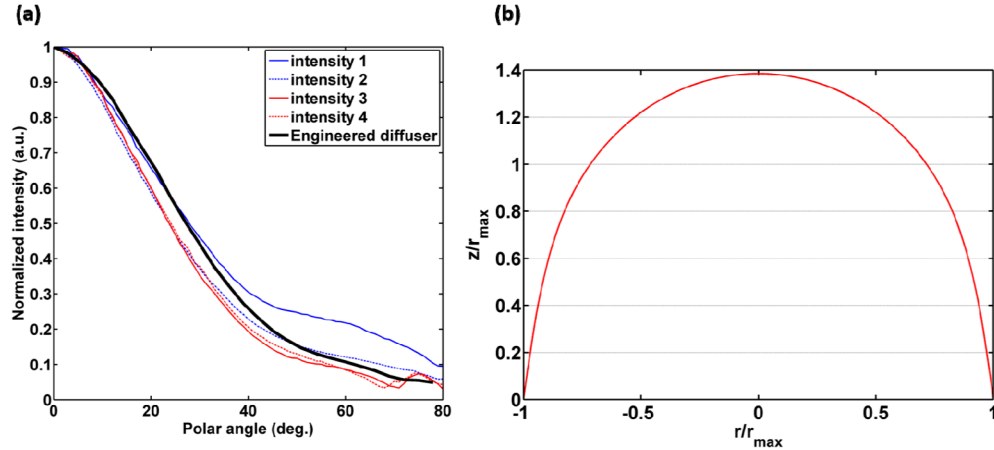 (a)
Normalized intensity (a.u.)
1
0.9
0.8
0.7
0.6
0.5
0.4
0.3
0.2
0.1
0
0 20 40 60 80
Polar angle (deg.)
intensity 1
intensity 2
intensity 3
intensity 4
Engineered diffuser
(b)
z/r_max
1.4
1.2
1
0.8
0.6
0.4
0.2
0
-1 -0.5 0 0.5 1
r/r_max